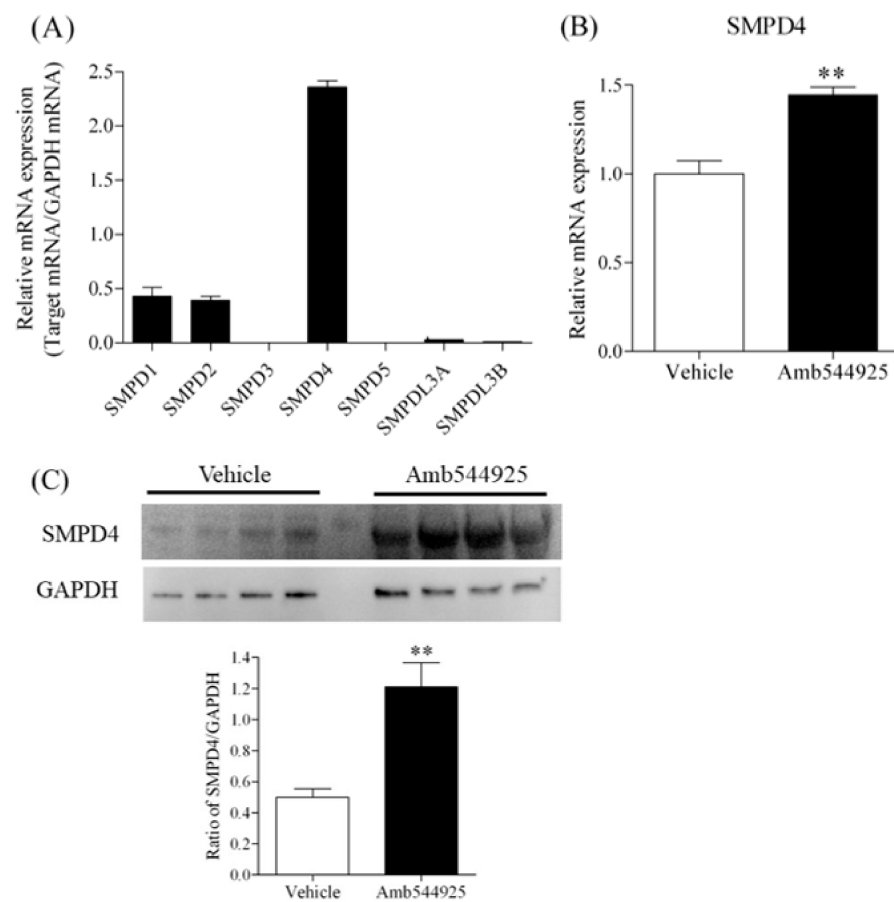 (A)
Relative mRNA expression
(Target mRNA/GAPDH mRNA)
2.5
2.0
1.5
1.0
0.5
0.0
SMPD1
SMPD2
SMPD3
SMPD4
SMPD5
SMPDL3A
SMPDL3B
(B)
SMPD4
Relative mRNA expression
1.5
1.0
0.5
0.0
**
Vehicle
Amb544925
(C)
Vehicle
Amb544925
SMPD4
GAPDH
Ratio of SMPD4/GAPDH
1.4
1.2
1.0
0.8
0.6
0.4
0.2
0.0
**
Vehicle
Amb544925